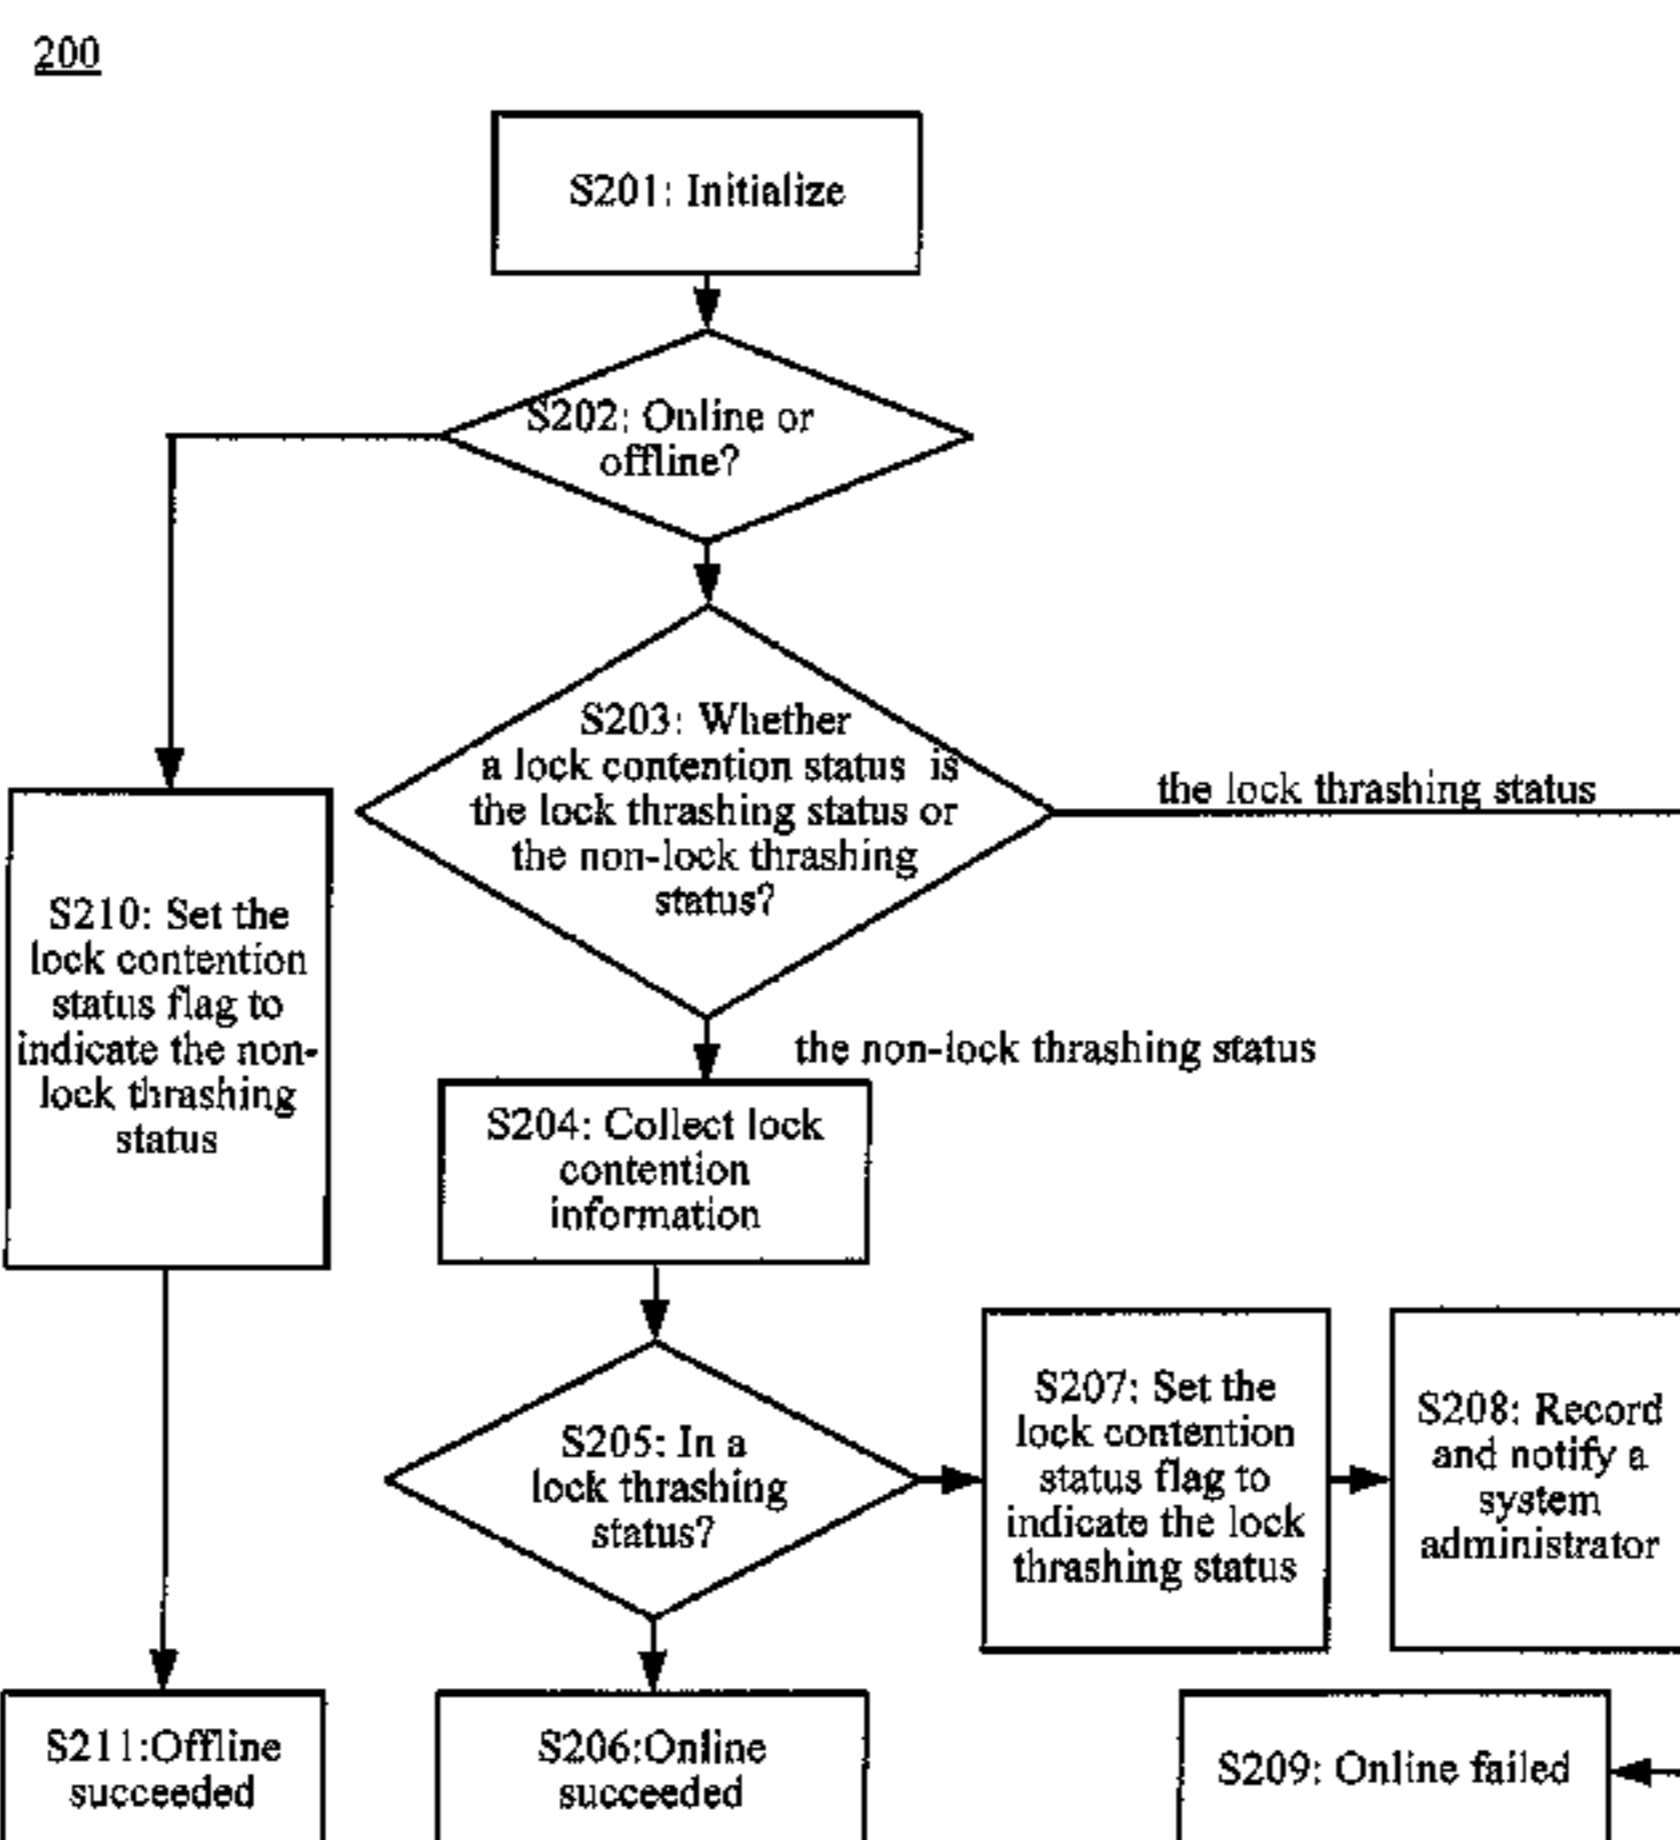 200
S201: Initialize
S202: Online or
offline?
S203: Whether
a lock contention status is
the lock thrashing status or
the non-lock thrashing
status?
the lock thrashing status
S210: Set the
lock contention
status flag to
indicate the non-
lock thrashing
status
the non-lock thrashing status
S204: Collect lock
contention
information
S205: In a
lock thrashing
status?
S207: Set the
lock contention
status flag to
indicate the lock
thrashing status
S208: Record
and notify a
system
administrator
S211:Offline
succeeded
S206:Online
succeeded
S209: Online failed